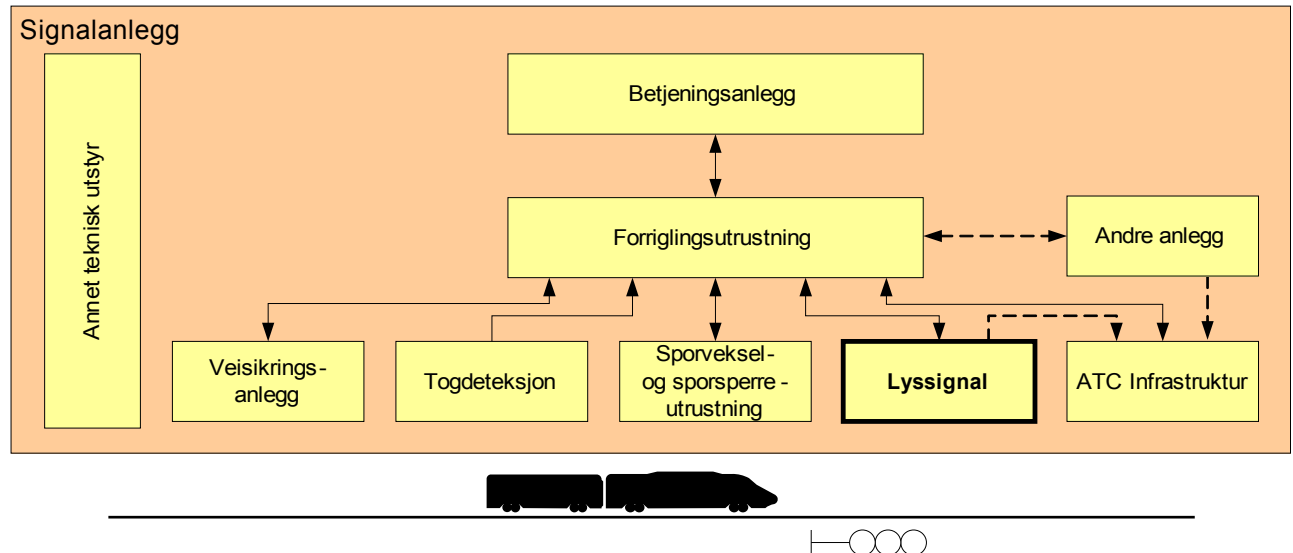 Signalanlegg
Annet teknisk utstyr
Betjeningsanlegg
Forriglingsutrustning
Andre anlegg
Veisikrings-
anlegg
Togdeteksjon
Sporveksel-
og sporsperre-
utrustning
Lyssignal
ATC Infrastruktur